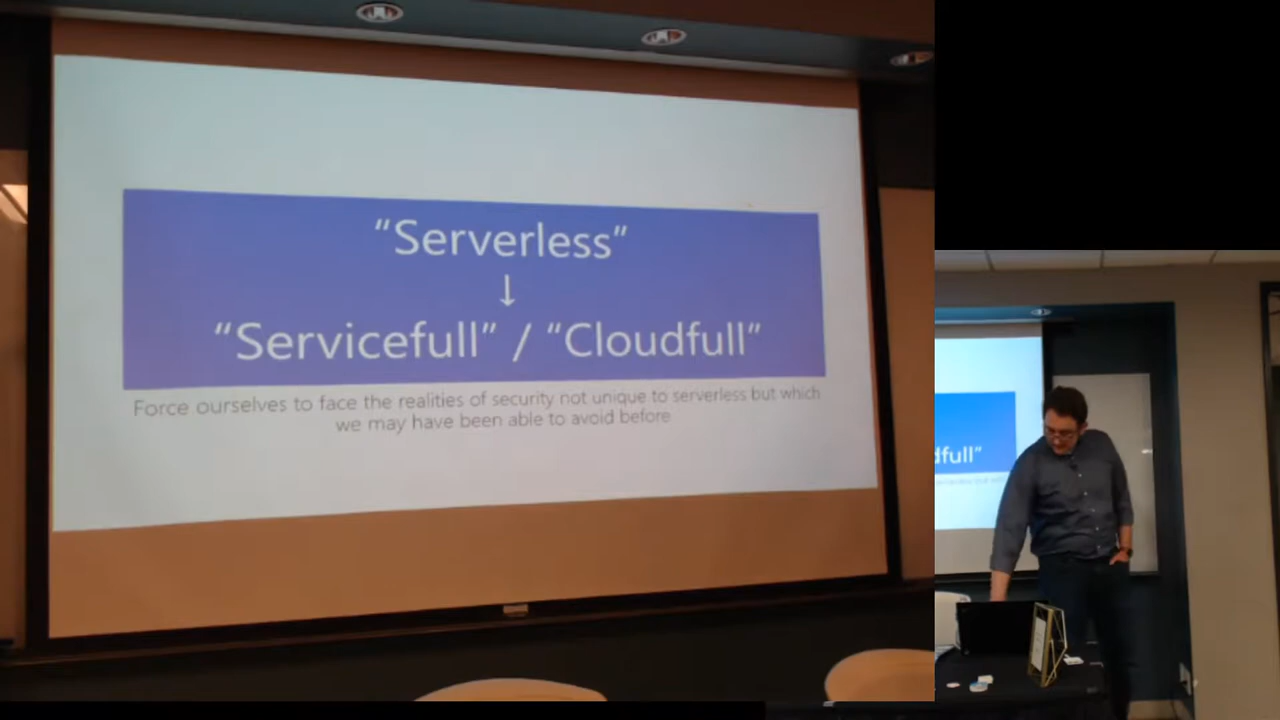 “Serverless”
↓
“Servicefull” / “Cloudfull”
Force ourselves to face the realities of security not unique to serverless but which
we may have been able to avoid before
dfull”